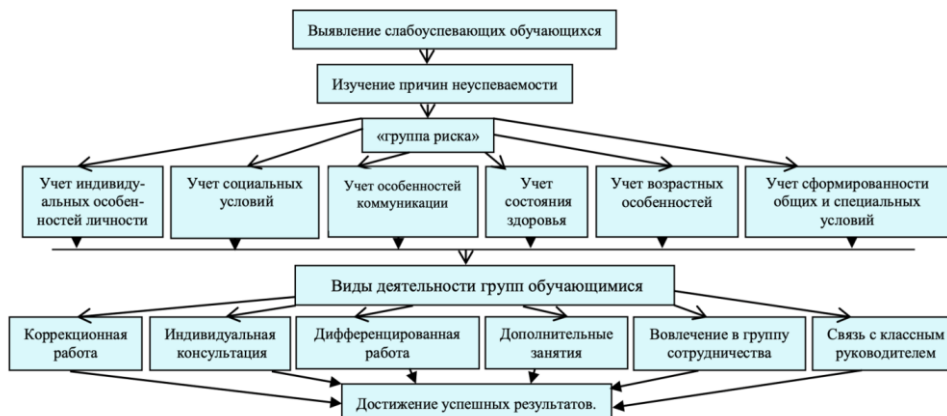 Выявление слабоуспевающих обучающихся
Изучение причин неуспеваемости
«группа риска»
Учет индивиду-
альных особен-
ностей личности
Учет социальных
условий
Учет особенностей
коммуникации
Учет
состояния
здоровья
Учет возрастных
особенностей
Учет сформированности
общих и специальных
условий
Виды деятельности групп обучающимися
Коррекционная
работа
Индивидуальная
консультация
Дифференцированная
работа
Дополнительные
занятия
Вовлечение в группу
сотрудничества
Связь с классным
руководителем
Достижение успешных результатов.